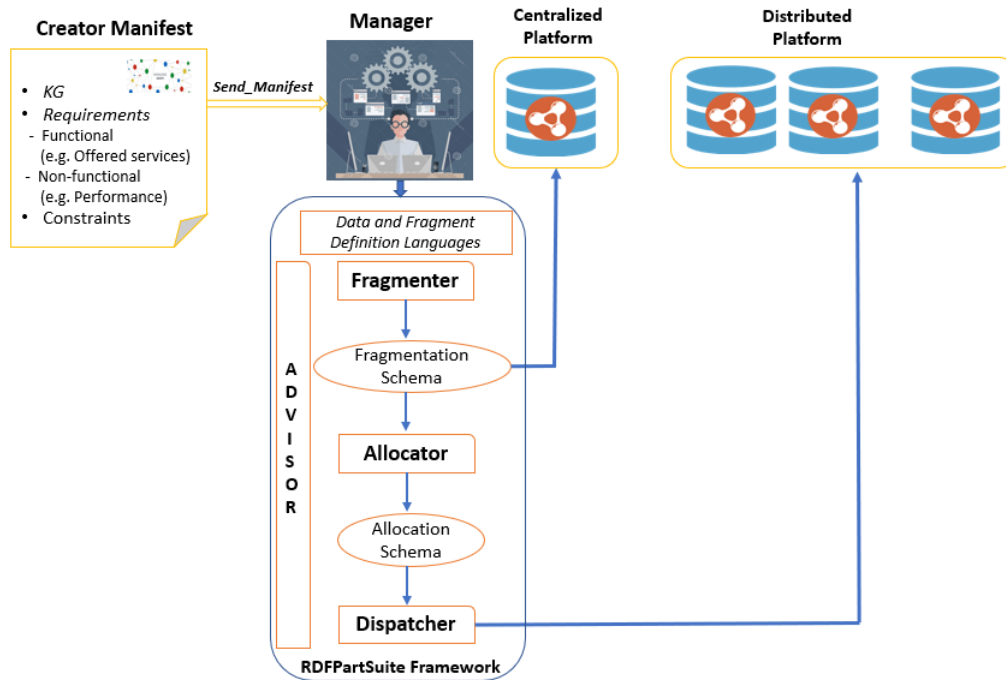 Creator Manifest
• KG
• Requirements
- Functional
(e.g. Offered services)
- Non-functional
(e.g. Performance)
• Constraints
Send_Manifest
Manager
Centralized
Platform
Distributed
Platform
Data and Fragment
Definition Languages
ADVISOR
Fragmenter
Fragmentation
Schema
Allocator
Allocation
Schema
Dispatcher
RDFPartSuite Framework